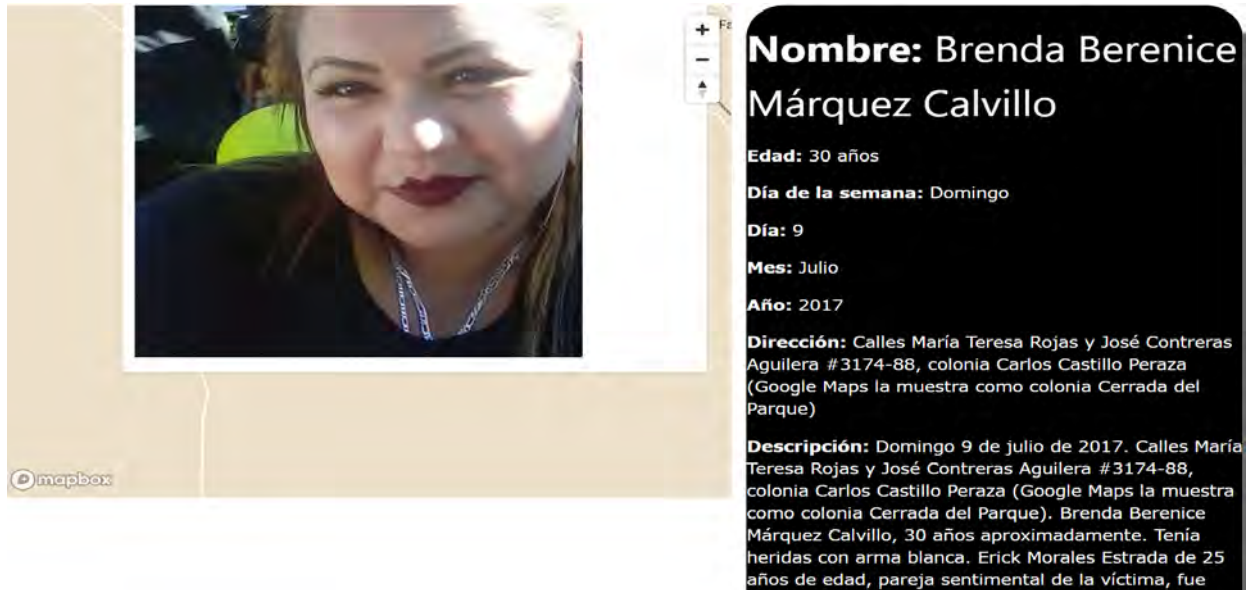 Fa
Nombre: Brenda Berenice
Márquez Calvillo
Edad: 30 años
Día de la semana: Domingo
Día: 9
Mes: Julio
Año: 2017
Dirección: Calles María Teresa Rojas y José Contreras
Aguilera #3174-88, colonia Carlos Castillo Peraza
(Google Maps la muestra como colonia Cerrada del
Parque)
Descripción: Domingo 9 de julio de 2017. Calles María
Teresa Rojas y José Contreras Aguilera #3174-88,
colonia Carlos Castillo Peraza (Google Maps la muestra
como colonia Cerrada del Parque). Brenda Berenice
Márquez Calvillo, 30 años aproximadamente. Tenía
heridas con arma blanca. Erick Morales Estrada de 25
años de edad, pareja sentimental de la víctima, fue
mapbox